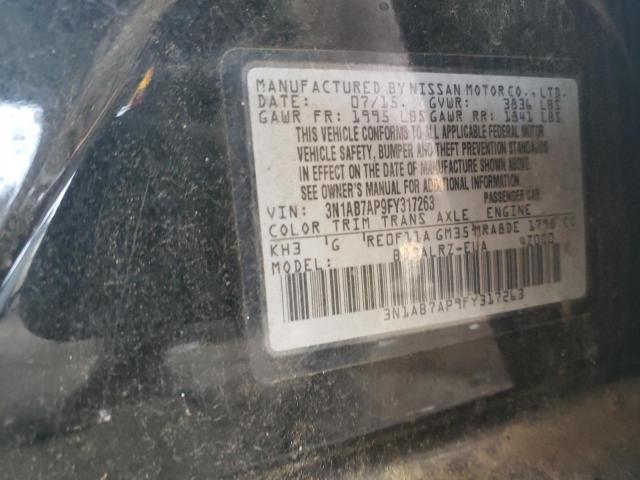 MANUFACTURED BY NISSAN MOTOR CO., LTD.
DATE: 07/15. GVWR: 3836 LBS
GAWR FR: 1995 LBS GAWR RR: 1841 LBS
THIS VEHICLE CONFORMS TO ALL APPLICABLE FEDERAL MOTOR
VEHICLE SAFETY, BUMPER AND THEFT PREVENTION STANDARDS
IN EFFECT ON THE DATE OF MANUFACTURE SHOWN ABOVE.
SEE OWNER'S MANUAL FOR ADDITIONAL INFORMATION.
VIN: 3N1AB7AP9FY317263 PASSENGER CAR
COLOR TRIM TRANS AXLE ENGINE
KH3 G RE0F11A GM35 MRA8DE 1798 CC
MODEL:
3N1AB7AP9FY317263